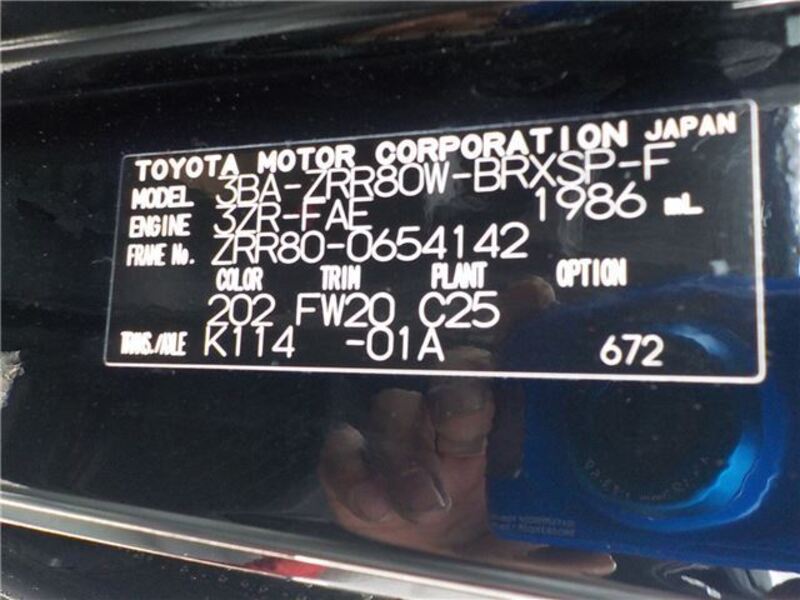 TOYOTA MOTOR CORPORATION JAPAN
MODEL 3BA-ZRR80W-BRXSP-F
ENGINE 3ZR-FAE 1986 mL
FRAME No. ZRR80-0654142
COLOR TRIM PLANT OPTION
202 FW20 C25
TRANS./AXLE K114 -01A 672